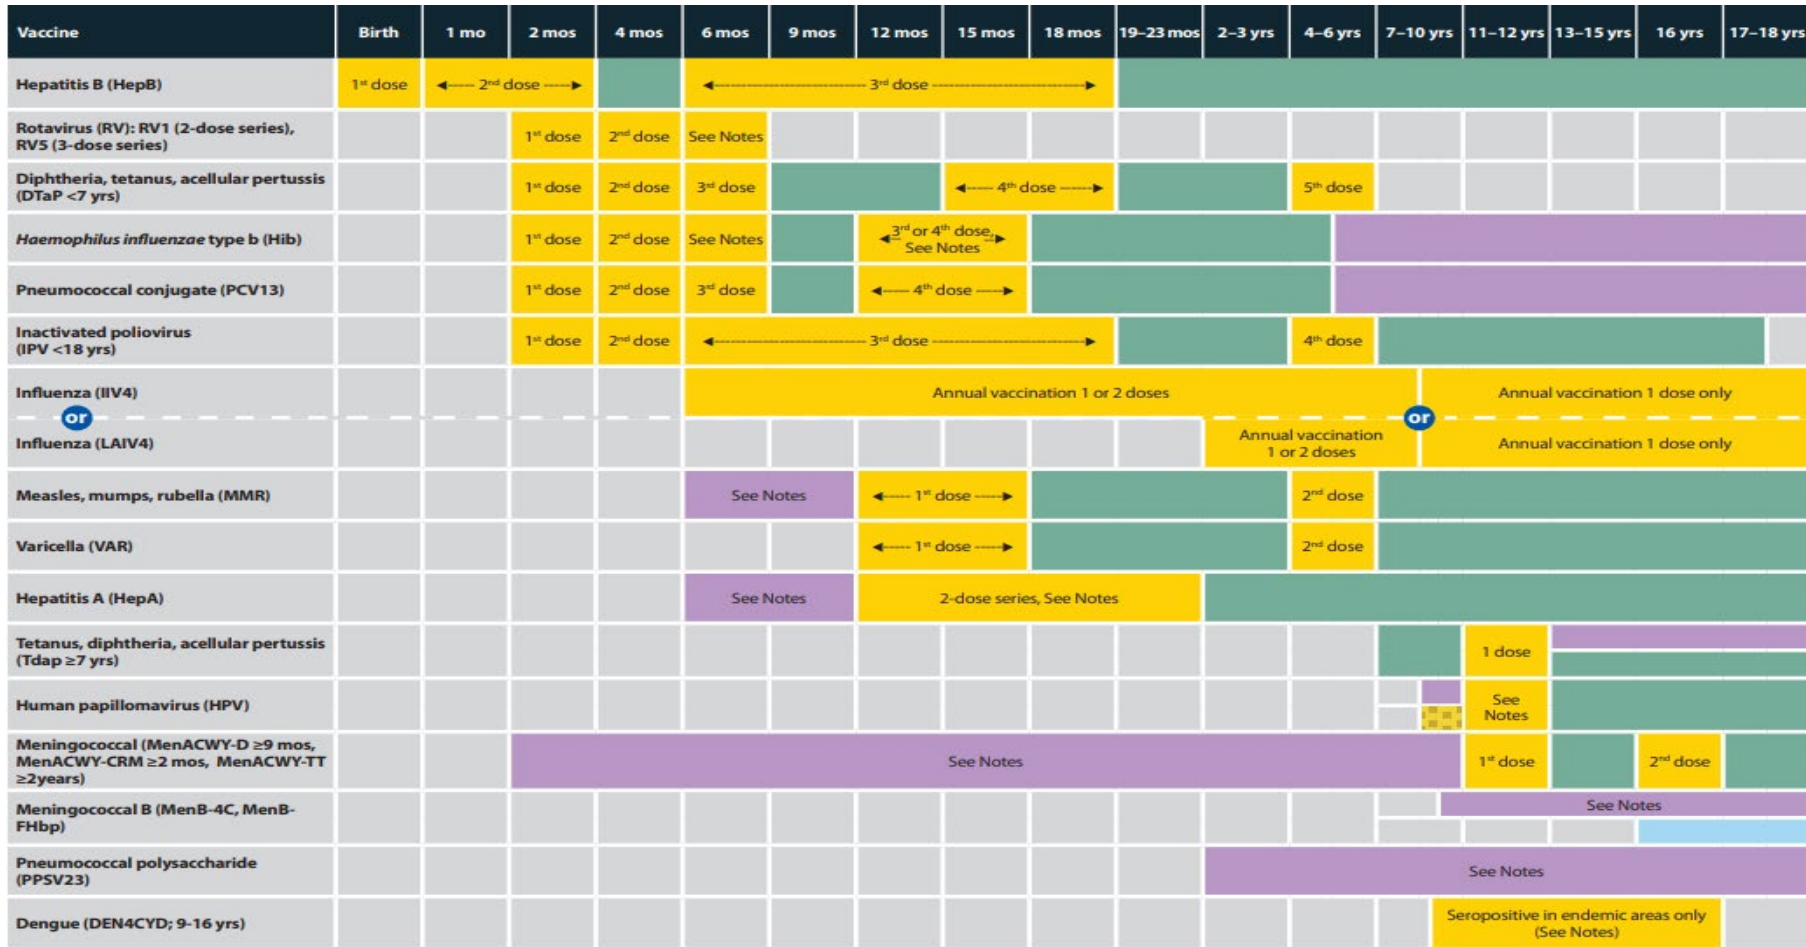 Vaccine Birth 1 mo 2 mos 4 mos 6 mos 9 mos 12 mos 15 mos 18 mos 19–23 mos 2–3 yrs 4–6 yrs 7–10 yrs 11–12 yrs 13–15 yrs 16 yrs 17–18 yrs
Hepatitis B (HepB) 1st dose 2nd dose 3rd dose
Rotavirus (RV): RV1 (2-dose series),
RV5 (3-dose series) 1st dose 2nd dose See Notes
Diphtheria, tetanus, acellular pertussis
(DTaP <7 yrs) 1st dose 2nd dose 3rd dose 4th dose 5th dose
Haemophilus influenzae type b (Hib) 1st dose 2nd dose See Notes 3rd or 4th dose,
See Notes
Pneumococcal conjugate (PCV13) 1st dose 2nd dose 3rd dose 4th dose
Inactivated poliovirus
(IPV <18 yrs) 1st dose 2nd dose 3rd dose 4th dose
Influenza (IIV4) Annual vaccination 1 or 2 doses Annual vaccination 1 dose only
or or
Influenza (LAIV4) Annual vaccination
1 or 2 doses Annual vaccination 1 dose only
Measles, mumps, rubella (MMR) See Notes 1st dose 2nd dose
Varicella (VAR) 1st dose 2nd dose
Hepatitis A (HepA) See Notes 2-dose series, See Notes
Tetanus, diphtheria, acellular pertussis
(Tdap ≥7 yrs) 1 dose
Human papillomavirus (HPV) See
Notes
Meningococcal (MenACWY-D ≥9 mos,
MenACWY-CRM ≥2 mos, MenACWY-TT
≥2years) See Notes 1st dose 2nd dose
Meningococcal B (MenB-4C, MenB-
FHbp) See Notes
Pneumococcal polysaccharide
(PPSV23) See Notes
Dengue (DEN4CYD; 9-16 yrs) Seropositive in endemic areas only
(See Notes)